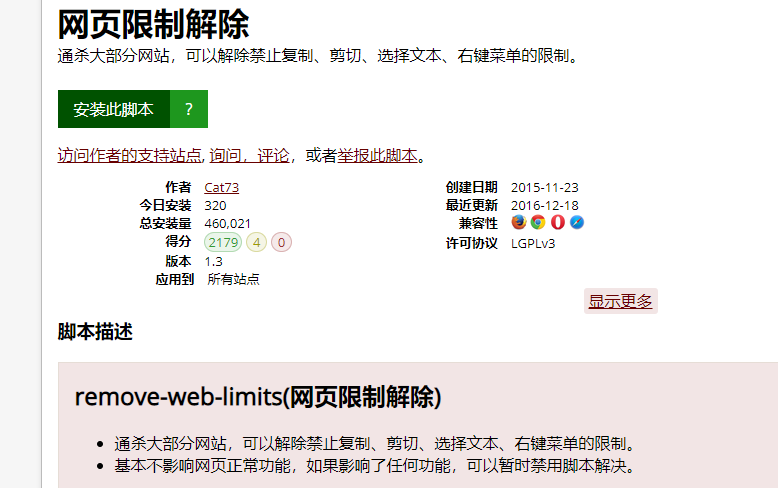 网页限制解除
通杀大部分网站，可以解除禁止复制、剪切、选择文本、右键菜单的限制。
安装此脚本 ?
访问作者的支持站点, 询问，评论，或者举报此脚本。
作者 Cat73
今日安装 320
总安装量 460,021
得分 2179 4 0
版本 1.3
应用到 所有站点
创建日期 2015-11-23
最近更新 2016-12-18
兼容性
许可协议 LGPLv3
显示更多
脚本描述
remove-web-limits(网页限制解除)
通杀大部分网站，可以解除禁止复制、剪切、选择文本、右键菜单的限制。
基本不影响网页正常功能，如果影响了任何功能，可以暂时禁用脚本解决。